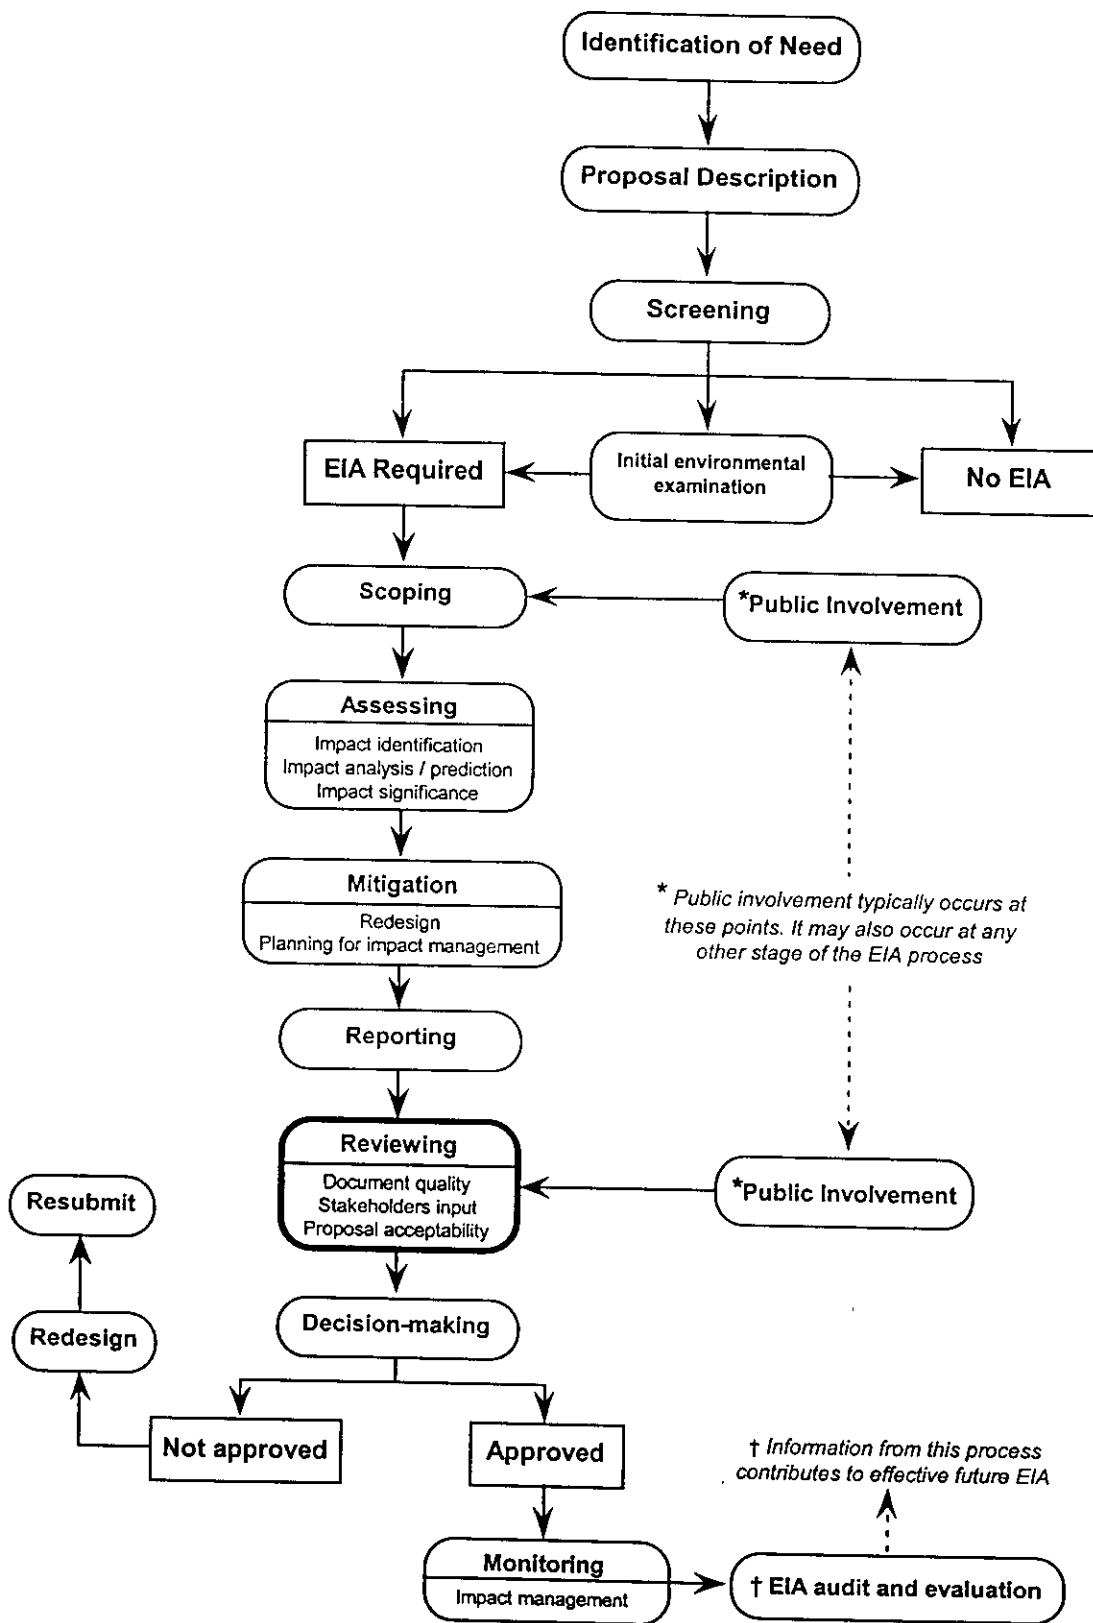 Identification of Need
Proposal Description
Screening
EIA Required
Initial environmental
examination
No EIA
Scoping
*Public Involvement
Assessing
Impact identification
Impact analysis / prediction
Impact significance
Mitigation
Redesign
Planning for impact management
* Public involvement typically occurs at
these points. It may also occur at any
other stage of the EIA process
Reporting
Reviewing
Document quality
Stakeholders input
Proposal acceptability
*Public Involvement
Resubmit
Redesign
Decision-making
Not approved
Approved
† Information from this process
contributes to effective future EIA
Monitoring
Impact management
† EIA audit and evaluation